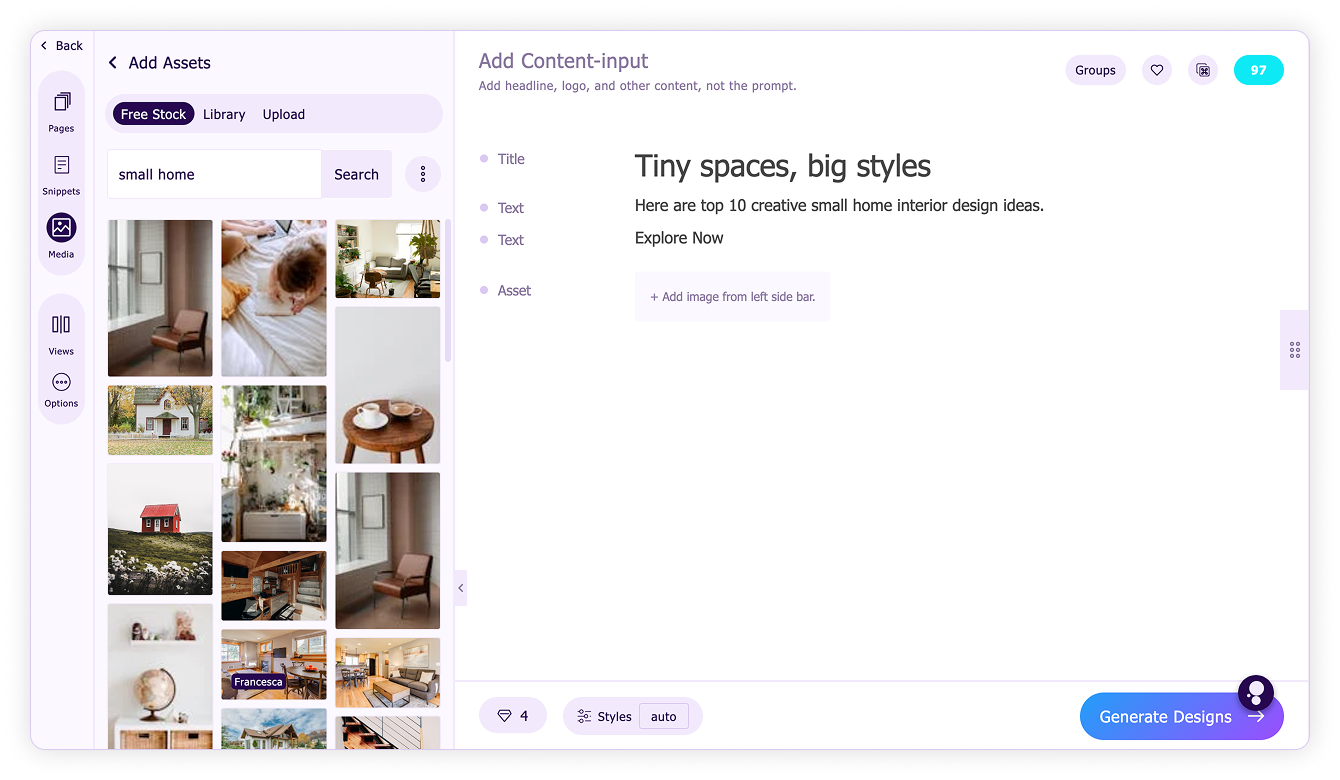 Back
Pages
Snippets
Media
Views
Options
Add Assets
Free Stock Library Upload
small home Search
Francesca
Add Content-input
Add headline, logo, and other content, not the prompt.
Groups 97
Title Tiny spaces, big styles
Text Here are top 10 creative small home interior design ideas.
Text Explore Now
Asset + Add image from left side bar.
4 Styles auto
Generate Designs